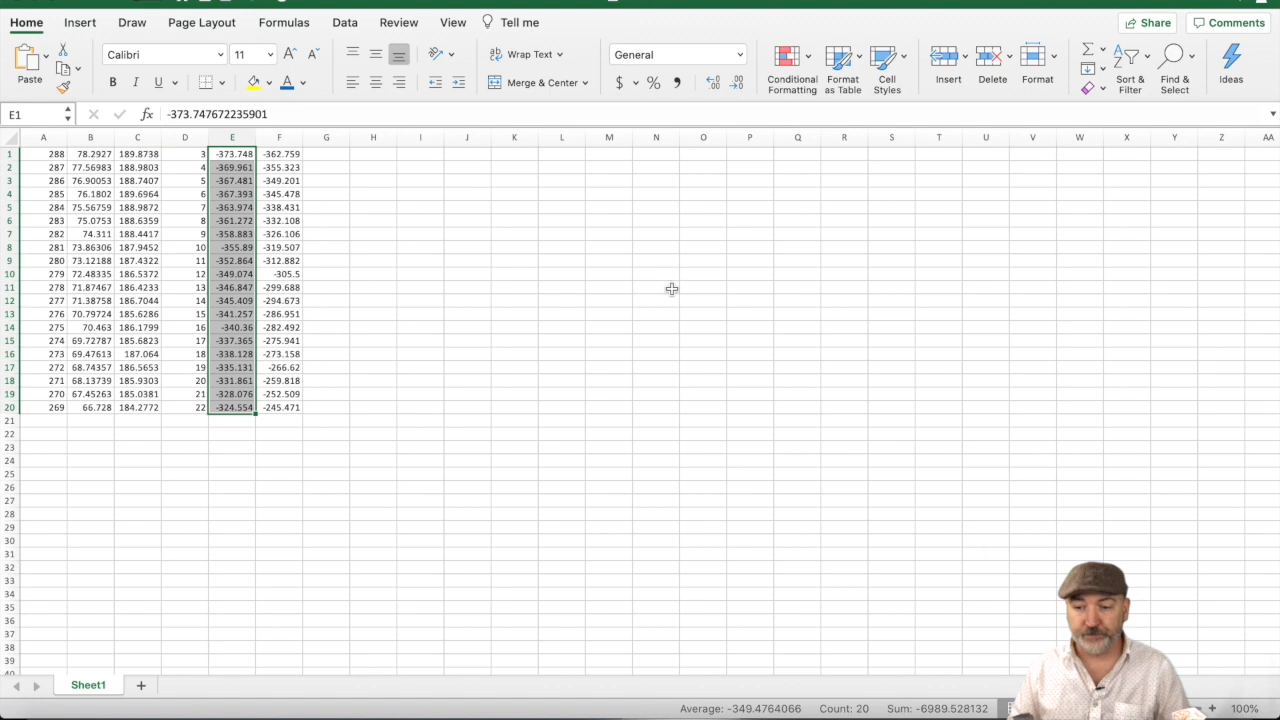 Home Insert Draw Page Layout Formulas Data Review View Tell me Share Comments
Paste Calibri 11 Wrap Text General Conditional Formatting Format as Table Cell Styles Insert Delete Format Sort & Filter Find & Select Ideas
B I U A Merge & Center $ %
E1 fx -373.747672235901
A B C D E F G H I J K L M N O P Q R S T U V W X Y Z AA
1 288 78.2927 189.8738 3 -373.748 -362.759
2 287 77.56983 188.9803 4 -369.961 -355.323
3 286 76.90053 188.7407 5 -367.481 -349.201
4 285 76.1802 189.6964 6 -367.393 -345.478
5 284 75.56759 188.9872 7 -363.974 -338.431
6 283 75.0753 188.6359 8 -361.272 -332.108
7 282 74.311 188.4417 9 -358.883 -326.106
8 281 73.86306 187.9452 10 -355.89 -319.507
9 280 73.12188 187.4322 11 -352.864 -312.882
10 279 72.48335 186.5372 12 -349.074 -305.5
11 278 71.87467 186.4233 13 -346.847 -299.688
12 277 71.38758 186.7044 14 -345.409 -294.673
13 276 70.79724 185.6286 15 -341.257 -286.951
14 275 70.463 186.1799 16 -340.36 -282.492
15 274 69.72787 185.6823 17 -337.365 -275.941
16 273 69.47613 187.064 18 -338.128 -273.158
17 272 68.74357 186.5653 19 -335.131 -266.62
18 271 68.13739 185.9303 20 -331.861 -259.818
19 270 67.45263 185.0381 21 -328.076 -252.509
20 269 66.728 184.2772 22 -324.554 -245.471
21
22
23
24
25
26
27
28
29
30
31
32
33
34
35
36
37
38
39
40
Sheet1
Average: -349.4764066 Count: 20 Sum: -6989.528132 100%